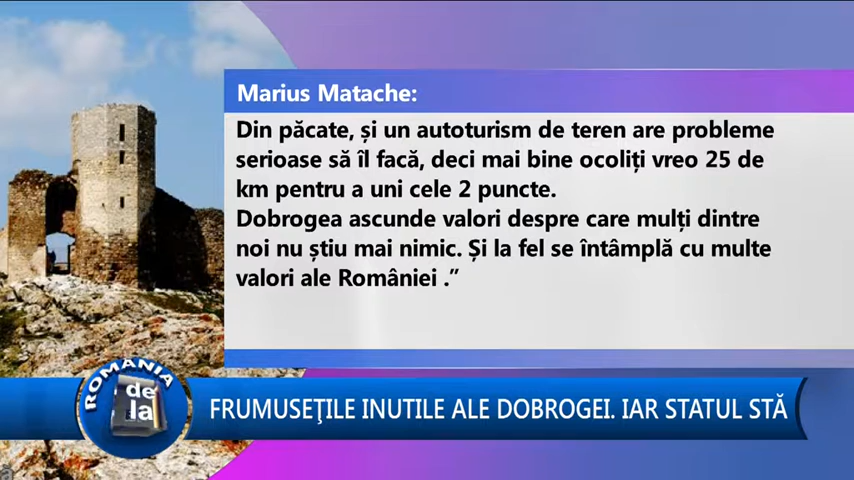 Marius Matache:
Din păcate, și un autoturism de teren are probleme
serioase să îl facă, deci mai bine ocoliți vreo 25 de
km pentru a uni cele 2 puncte.
Dobrogea ascunde valori despre care mulți dintre
noi nu știu mai nimic. Și la fel se întâmplă cu multe
valori ale României .”
ROMANIA
de
la
FRUMUSEŢILE INUTILE ALE DOBROGEI. IAR STATUL STĂ